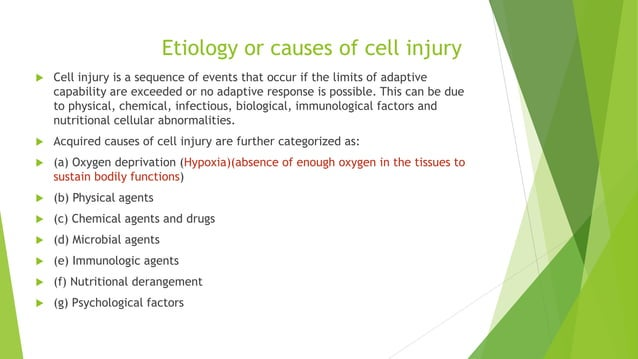 Etiology or causes of cell injury
Cell injury is a sequence of events that occur if the limits of adaptive
capability are exceeded or no adaptive response is possible. This can be due
to physical, chemical, infectious, biological, immunological factors and
nutritional cellular abnormalities.
Acquired causes of cell injury are further categorized as:
(a) Oxygen deprivation (Hypoxia)(absence of enough oxygen in the tissues to
sustain bodily functions)
(b) Physical agents
(c) Chemical agents and drugs
(d) Microbial agents
(e) Immunologic agents
(f) Nutritional derangement
(g) Psychological factors